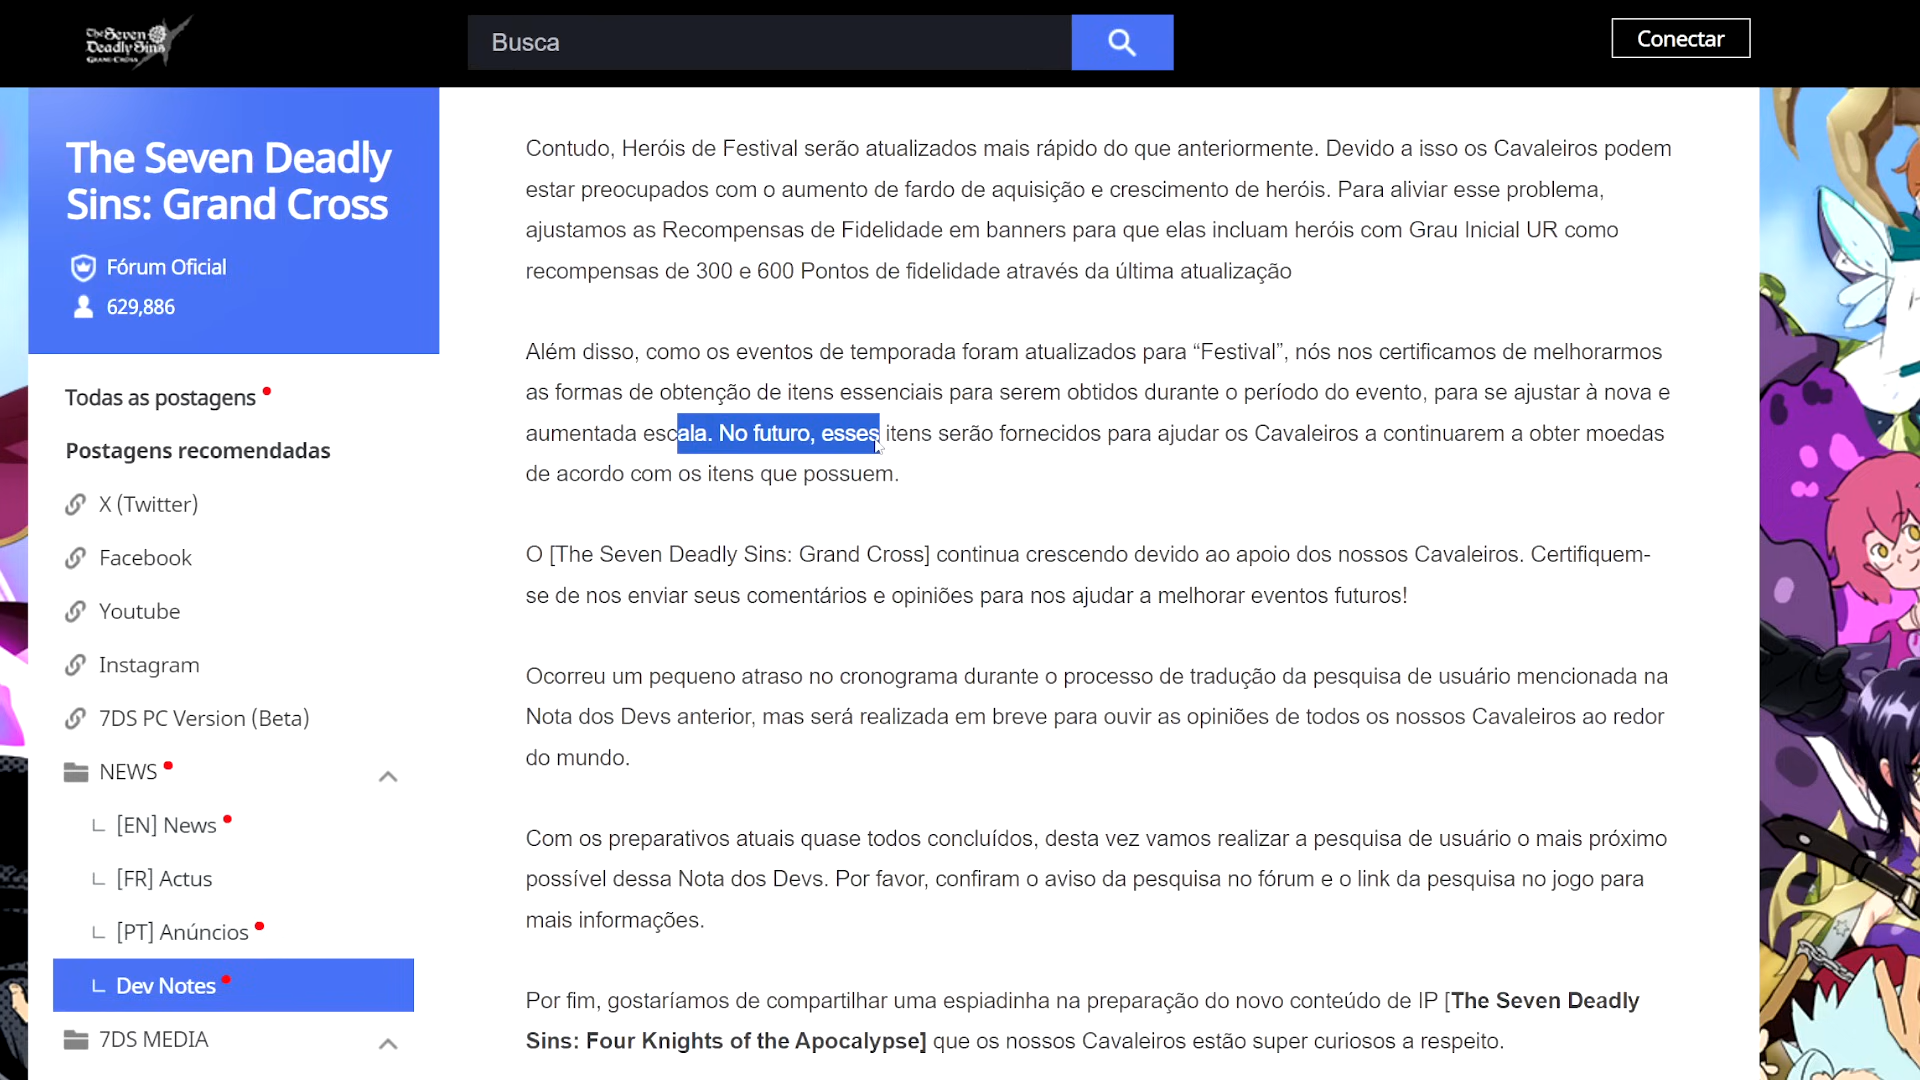 The Seven
Deadly Sins
GRAND CROSS
Busca
Conectar
The Seven Deadly
Sins: Grand Cross
Fórum Oficial
629,886
Todas as postagens
Postagens recomendadas
X (Twitter)
Facebook
Youtube
Instagram
7DS PC Version (Beta)
NEWS
[EN] News
[FR] Actus
[PT] Anúncios
Dev Notes
7DS MEDIA
Contudo, Heróis de Festival serão atualizados mais rápido do que anteriormente. Devido a isso os Cavaleiros podem
estar preocupados com o aumento de fardo de aquisição e crescimento de heróis. Para aliviar esse problema,
ajustamos as Recompensas de Fidelidade em banners para que elas incluam heróis com Grau Inicial UR como
recompensas de 300 e 600 Pontos de fidelidade através da última atualização
Além disso, como os eventos de temporada foram atualizados para “Festival”, nós nos certificamos de melhorarmos
as formas de obtenção de itens essenciais para serem obtidos durante o período do evento, para se ajustar à nova e
aumentada escala. No futuro, esses itens serão fornecidos para ajudar os Cavaleiros a continuarem a obter moedas
de acordo com os itens que possuem.
O [The Seven Deadly Sins: Grand Cross] continua crescendo devido ao apoio dos nossos Cavaleiros. Certifiquem-
se de nos enviar seus comentários e opiniões para nos ajudar a melhorar eventos futuros!
Ocorreu um pequeno atraso no cronograma durante o processo de tradução da pesquisa de usuário mencionada na
Nota dos Devs anterior, mas será realizada em breve para ouvir as opiniões de todos os nossos Cavaleiros ao redor
do mundo.
Com os preparativos atuais quase todos concluídos, desta vez vamos realizar a pesquisa de usuário o mais próximo
possível dessa Nota dos Devs. Por favor, confiram o aviso da pesquisa no fórum e o link da pesquisa no jogo para
mais informações.
Por fim, gostaríamos de compartilhar uma espiadinha na preparação do novo conteúdo de IP [The Seven Deadly
Sins: Four Knights of the Apocalypse] que os nossos Cavaleiros estão super curiosos a respeito.